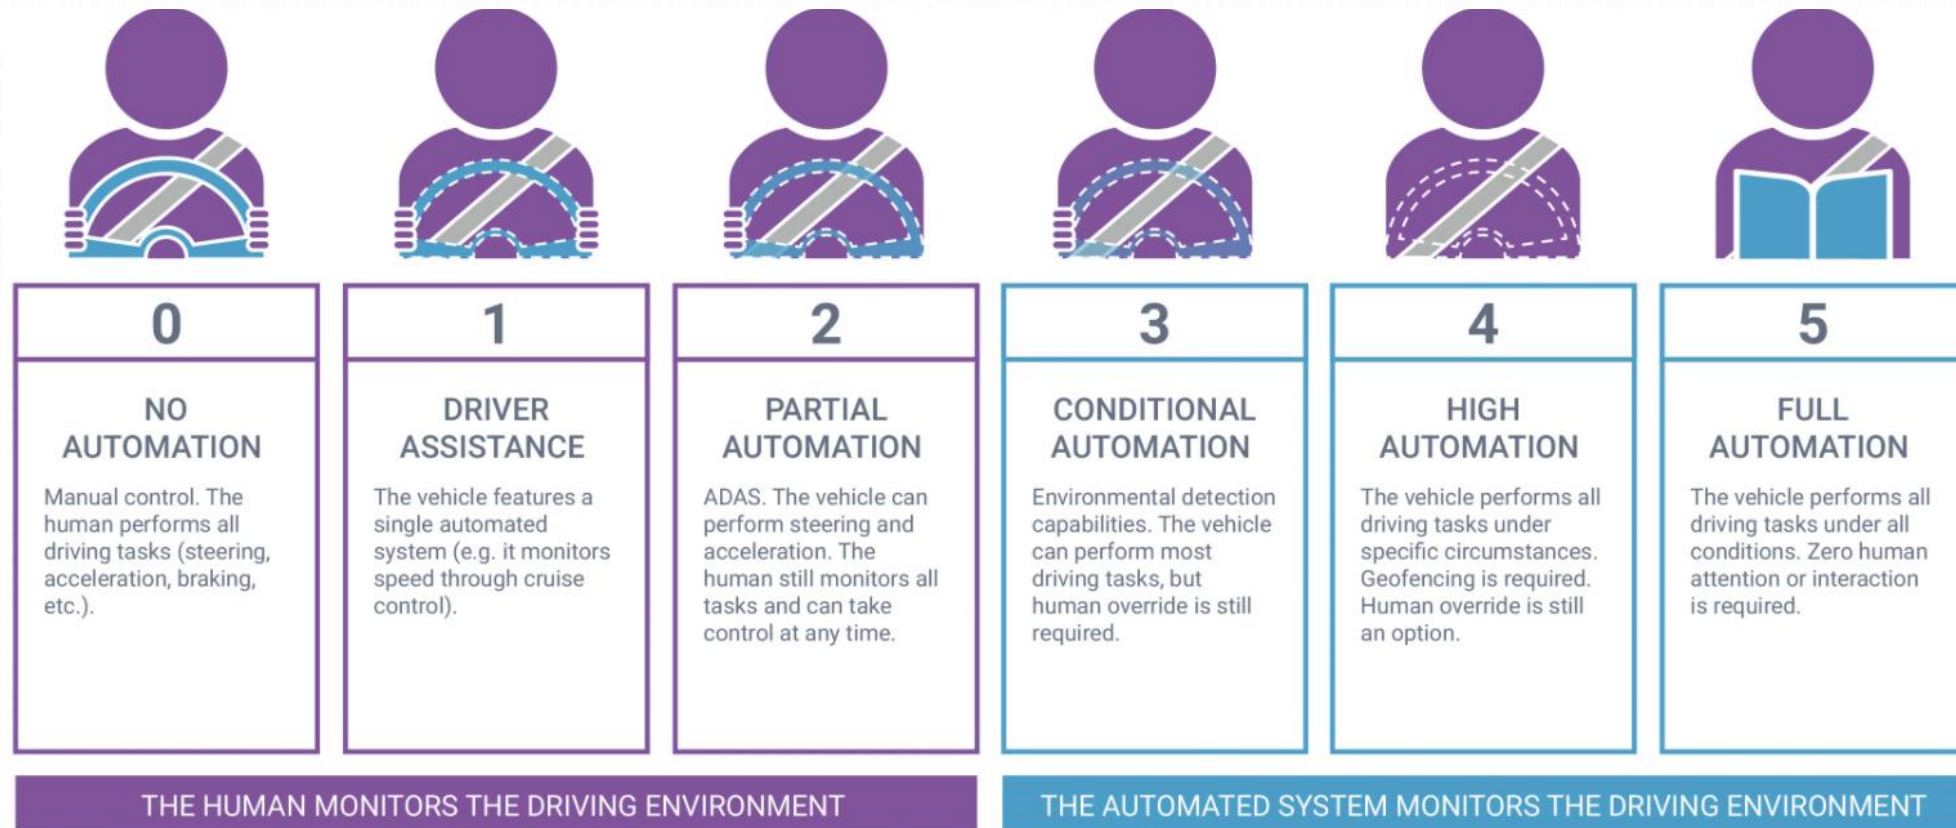 0
NO
AUTOMATION
Manual control. The
human performs all
driving tasks (steering,
acceleration, braking,
etc.).
1
DRIVER
ASSISTANCE
The vehicle features a
single automated
system (e.g. it monitors
speed through cruise
control).
2
PARTIAL
AUTOMATION
ADAS. The vehicle can
perform steering and
acceleration. The
human still monitors all
tasks and can take
control at any time.
3
CONDITIONAL
AUTOMATION
Environmental detection
capabilities. The vehicle
can perform most
driving tasks, but
human override is still
required.
4
HIGH
AUTOMATION
The vehicle performs all
driving tasks under
specific circumstances.
Geofencing is required.
Human override is still
an option.
5
FULL
AUTOMATION
The vehicle performs all
driving tasks under all
conditions. Zero human
attention or interaction
is required.
THE HUMAN MONITORS THE DRIVING ENVIRONMENT
THE AUTOMATED SYSTEM MONITORS THE DRIVING ENVIRONMENT